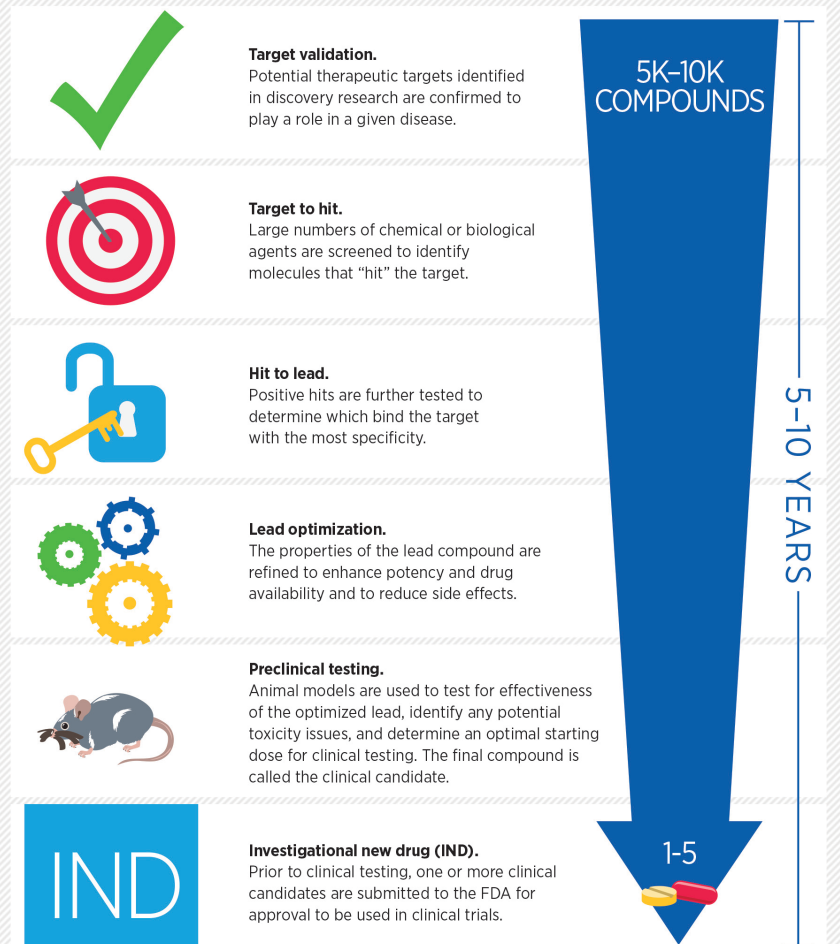 Target validation.
Potential therapeutic targets identified
in discovery research are confirmed to
play a role in a given disease.
5K–10K
COMPOUNDS
Target to hit.
Large numbers of chemical or biological
agents are screened to identify
molecules that “hit” the target.
Hit to lead.
Positive hits are further tested to
determine which bind the target
with the most specificity.
5–10 YEARS
Lead optimization.
The properties of the lead compound are
refined to enhance potency and drug
availability and to reduce side effects.
Preclinical testing.
Animal models are used to test for effectiveness
of the optimized lead, identify any potential
toxicity issues, and determine an optimal starting
dose for clinical testing. The final compound is
called the clinical candidate.
IND
Investigational new drug (IND).
Prior to clinical testing, one or more clinical
candidates are submitted to the FDA for
approval to be used in clinical trials.
1-5